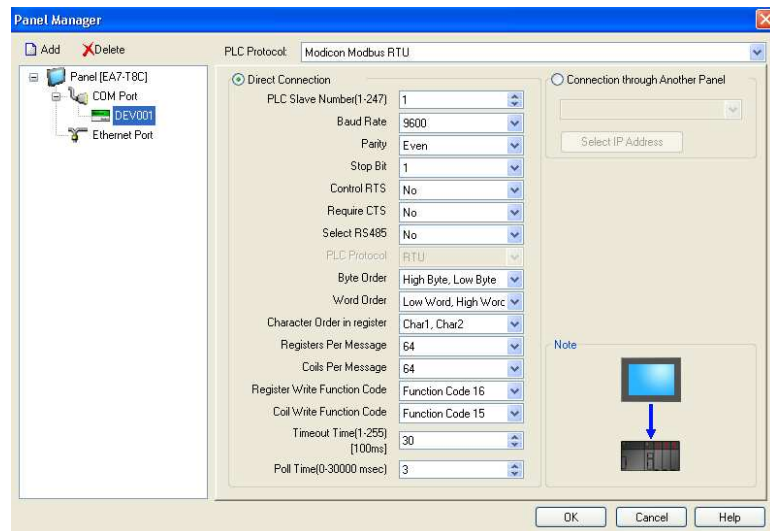 Panel Manager
Add Delete
PLC Protocol: Modicon Modbus RTU
Panel [EA7-T8C]
COM Port
DEV001
Ethernet Port
Direct Connection
PLC Slave Number(1-247) 1
Baud Rate 9600
Parity Even
Stop Bit 1
Control RTS No
Require CTS No
Select RS485 No
PLC Protocol RTU
Byte Order High Byte, Low Byte
Word Order Low Word, High Word
Character Order in register Char1, Char2
Registers Per Message 64
Coils Per Message 64
Register Write Function Code Function Code 16
Coil Write Function Code Function Code 15
Timeout Time(1-255)
[100ms] 30
Poll Time(0-30000 msec) 3
Connection through Another Panel
Select IP Address
Note
OK Cancel Help